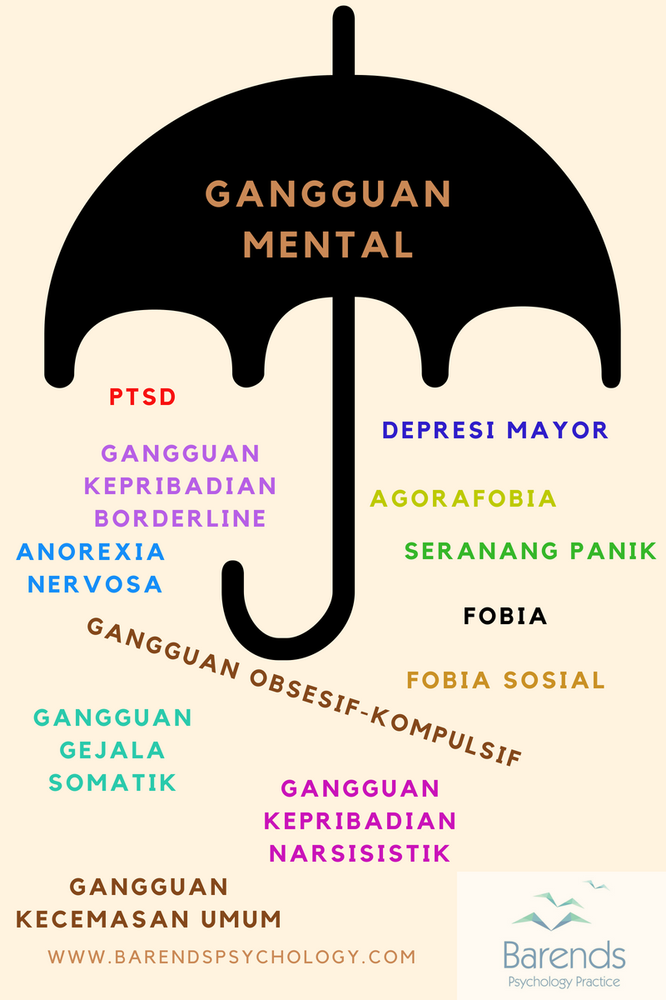 GANGGUAN
MENTAL
PTSD
DEPRESI MAYOR
GANGGUAN
KEPRIBADIAN
BORDERLINE
AGORAFOBIA
ANOREXIA
NERVOSA
SERANANG PANIK
FOBIA
GANGGUAN OBSESIF-KOMPULSIF
FOBIA SOSIAL
GANGGUAN
GEJALA
SOMATIK
GANGGUAN
KEPRIBADIAN
NARSISISTIK
GANGGUAN
KECEMASAN UMUM
WWW.BARENDSPSYCHOLOGY.COM
Barends
Psychology Practice